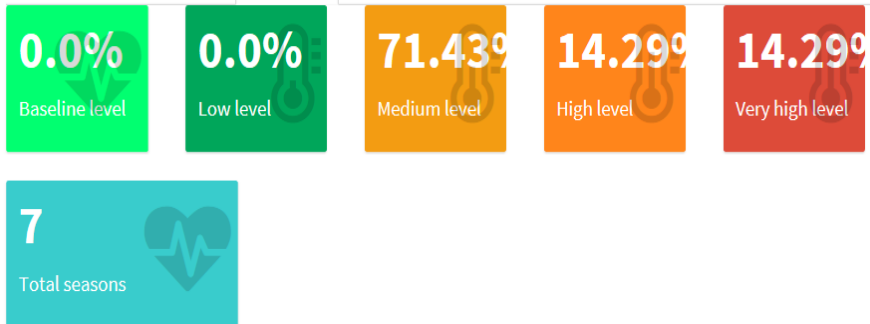 0.0%
Baseline level
0.0%
Low level
71.43%
Medium level
14.29%
High level
14.29%
Very high level
7
Total seasons